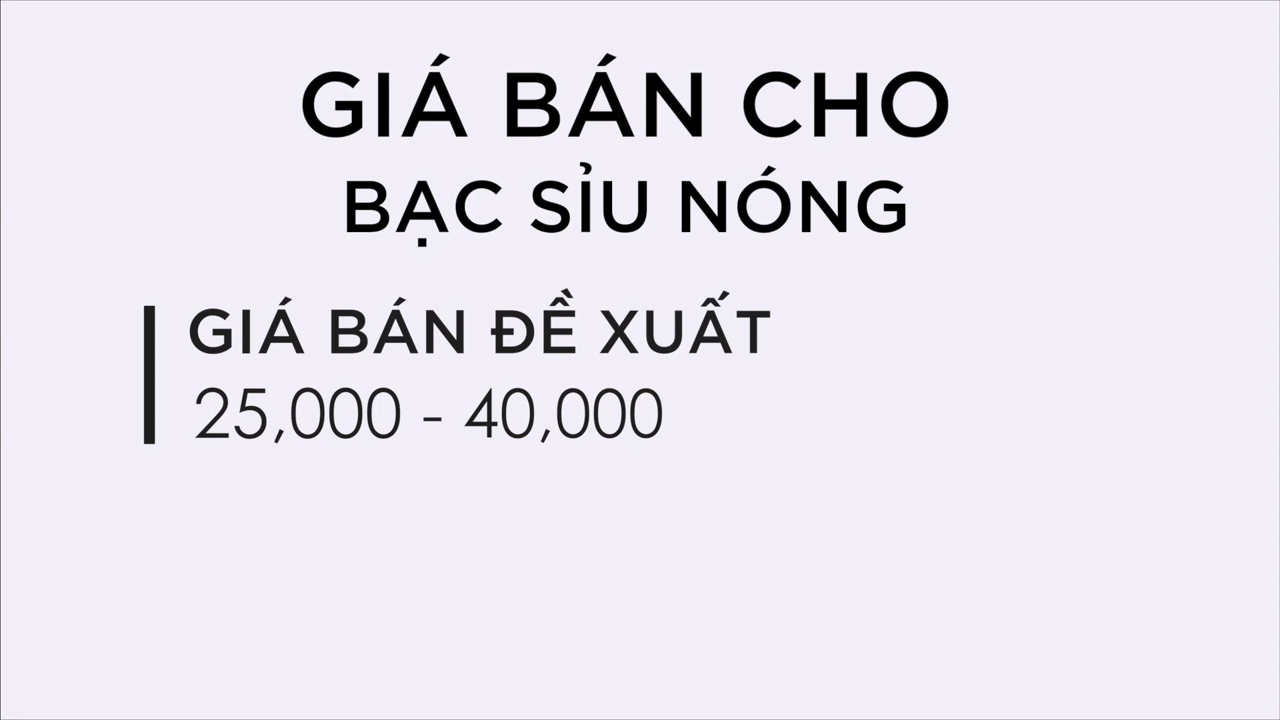 GIÁ BÁN CHO
BẠC SỈU NÓNG
GIÁ BÁN ĐỀ XUẤT
25,000 - 40,000